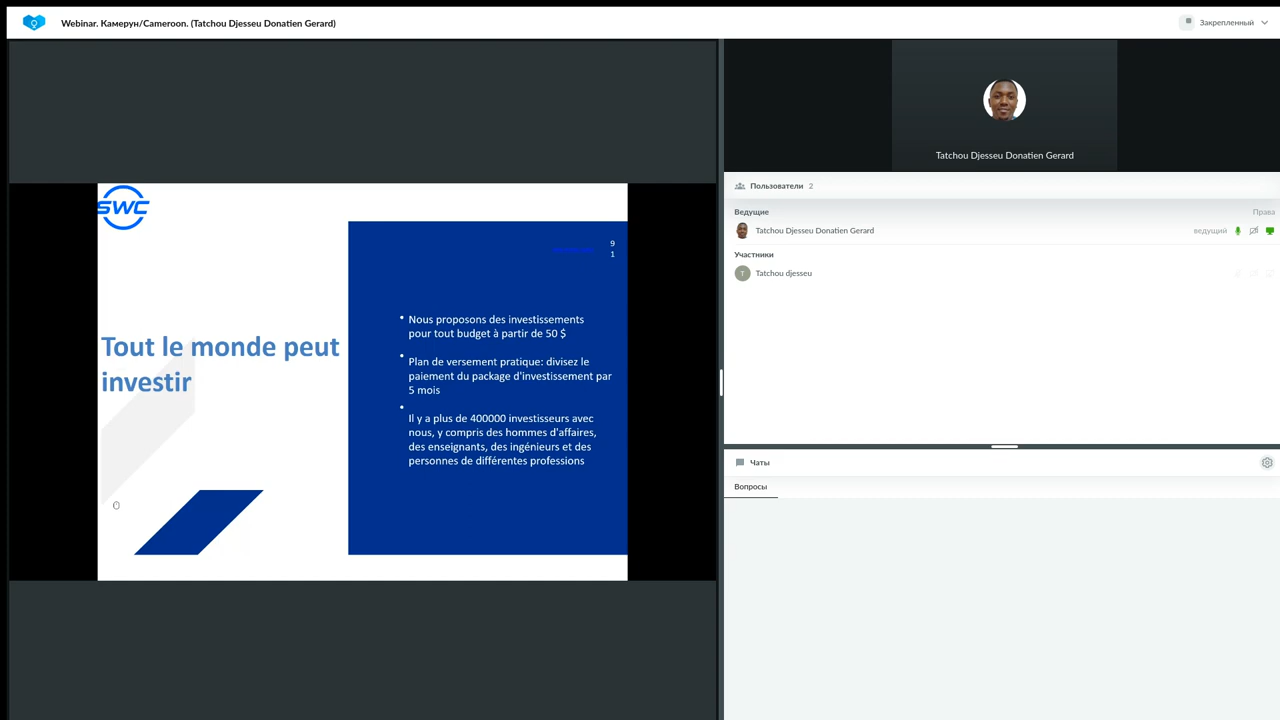 Webinar. Камерун/Cameroon. (Tatchou Djesseu Donatien Gerard)
Закрепленный
SWC
9
1
Tout le monde peut
investir
• Nous proposons des investissements
pour tout budget à partir de 50 $
• Plan de versement pratique: divisez le
paiement du package d'investissement par
5 mois
•
Il y a plus de 400000 investisseurs avec
nous, y compris des hommes d'affaires,
des enseignants, des ingénieurs et des
personnes de différentes professions
Tatchou Djesseu Donatien Gerard
Пользователи 2
Ведущие Права
Tatchou Djesseu Donatien Gerard ведущий
Участники
T Tatchou djesseu
Чаты
Вопросы